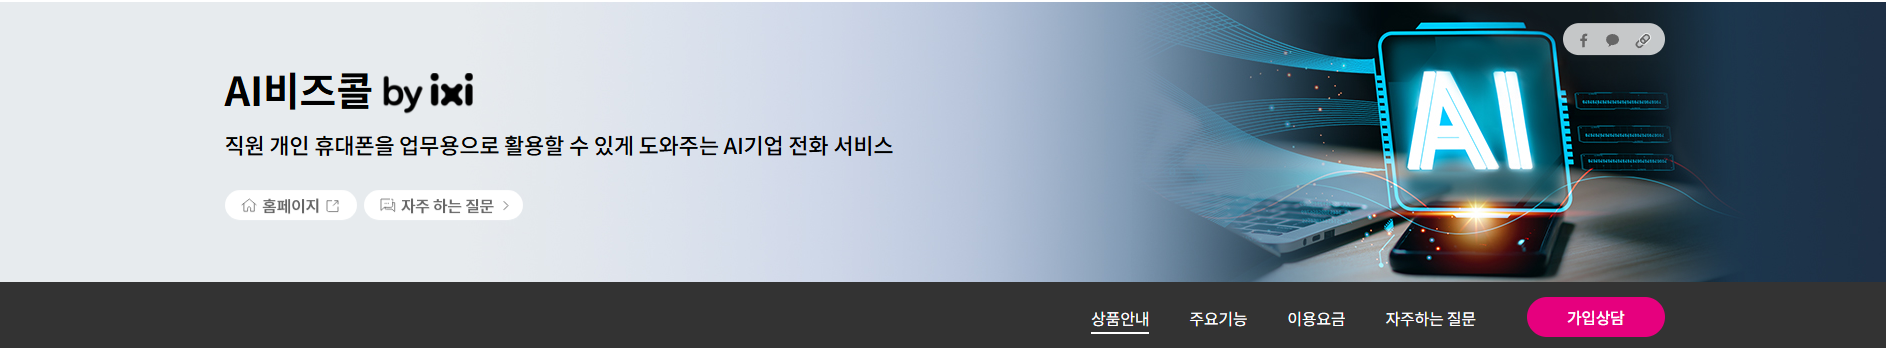 AI비즈콜 by ixi
직원 개인 휴대폰을 업무용으로 활용할 수 있게 도와주는 AI기업 전화 서비스
홈페이지 자주 하는 질문
AI
상품안내 주요기능 이용요금 자주하는 질문 가입상담